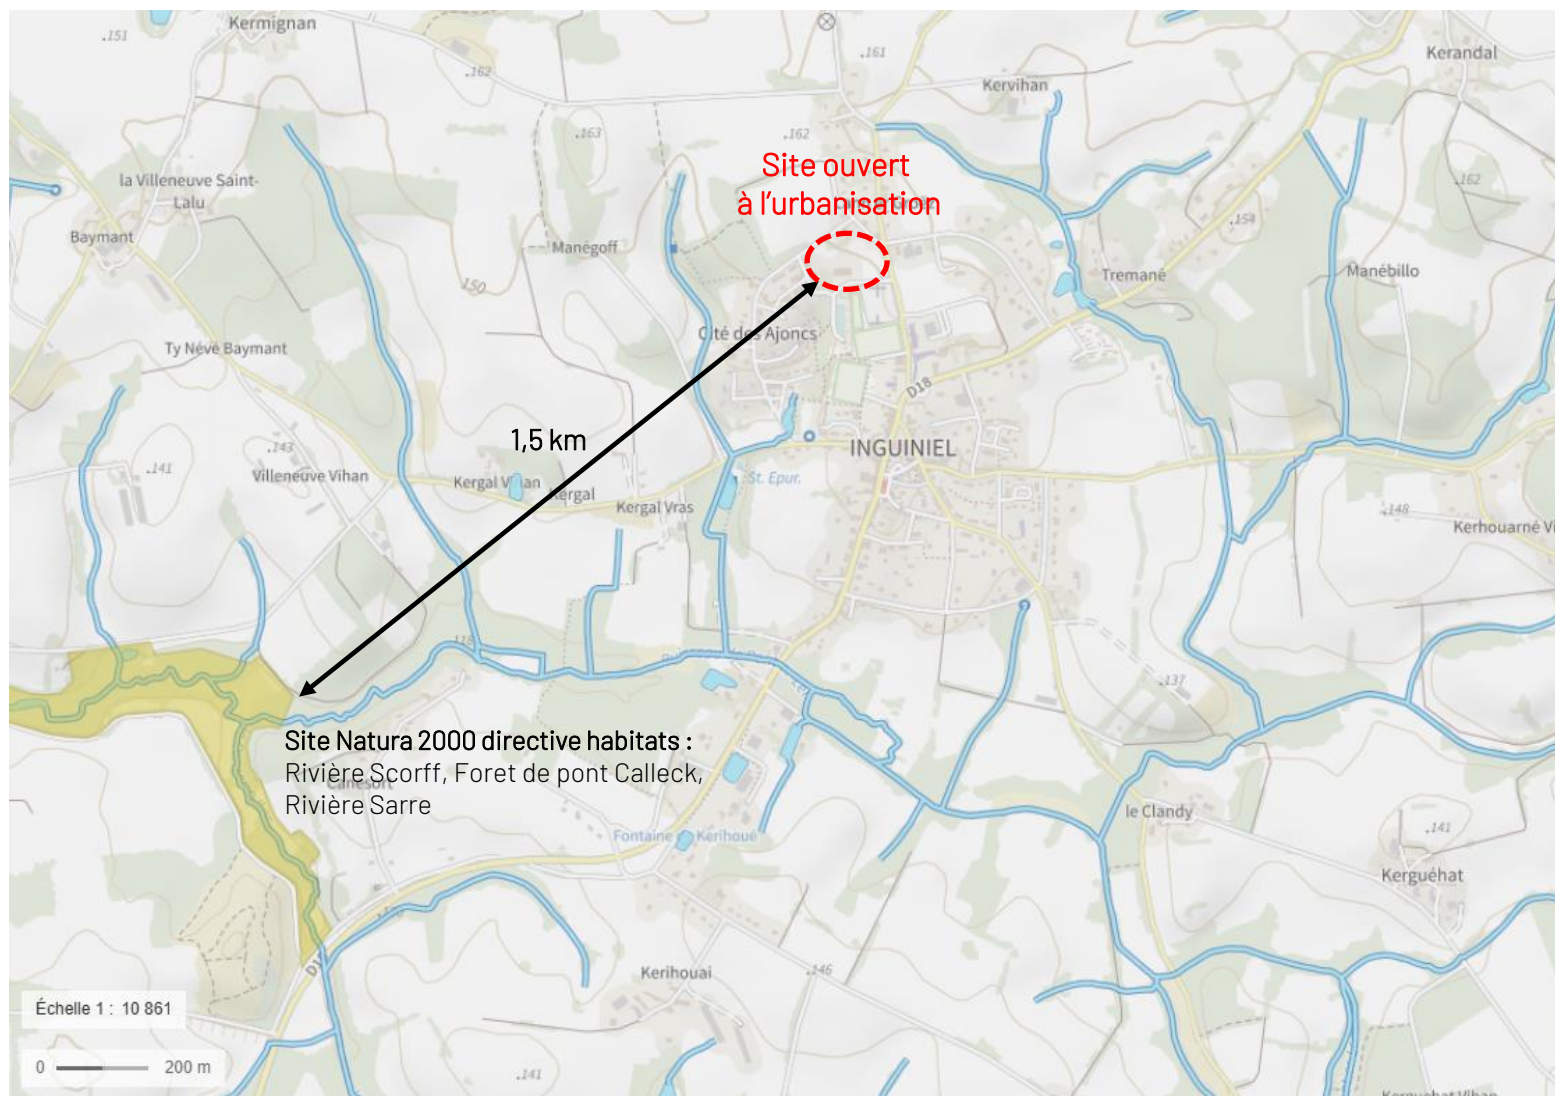 Kermignan
.151
.162
.161
Kerandal
Kervihan
.163
.162
Site ouvert
à l'urbanisation
la Villeneuve Saint-
Lalu
.162
.154
Baymant
Manégoff
150
Tremané
Manébillo
Cité des Ajoncs
Ty Névé Baymant
D18
1,5 km
INGUINIEL
.143
.141
Villeneuve Vihan
Kergal Vihan
Kergal
St. Epur.
Kergal Vras
.148
Kerhouarné Vi
118
.137
Site Natura 2000 directive habitats :
Rivière Scorff, Foret de pont Calleck,
Rivière Sarre
le Clandy
Fontaine de Kerihoué
.141
Kerguéhat
Kerihouai
.146
Échelle 1 : 10 861
0 200 m
.141
Kerguehat Vihan